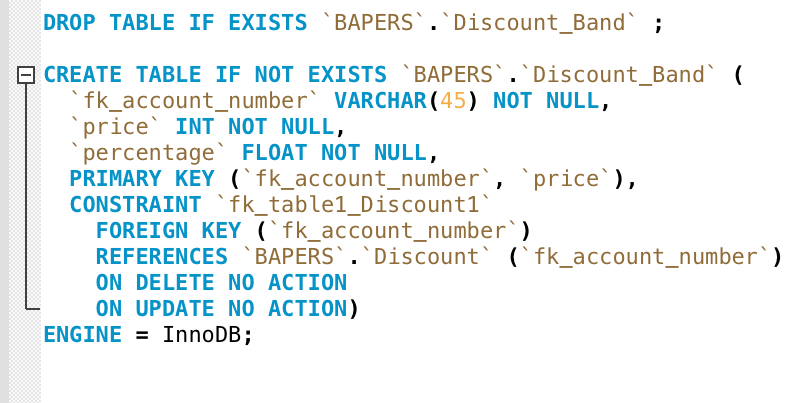 DROP TABLE IF EXISTS `BAPERS`.`Discount_Band` ;
CREATE TABLE IF NOT EXISTS `BAPERS`.`Discount_Band` (
`fk_account_number` VARCHAR(45) NOT NULL,
`price` INT NOT NULL,
`percentage` FLOAT NOT NULL,
PRIMARY KEY (`fk_account_number`, `price`),
CONSTRAINT `fk_table1_Discount1`
FOREIGN KEY (`fk_account_number`)
REFERENCES `BAPERS`.`Discount` (`fk_account_number`)
ON DELETE NO ACTION
ON UPDATE NO ACTION)
ENGINE = InnoDB;